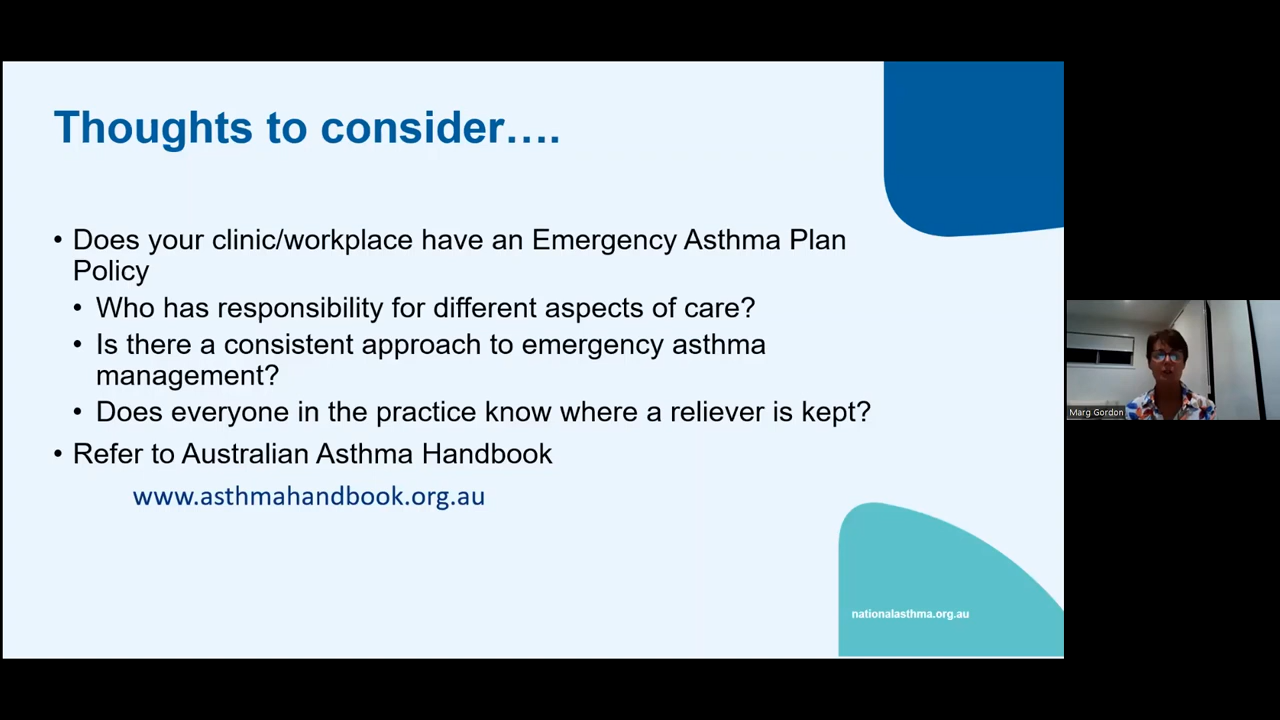 Thoughts to consider….
• Does your clinic/workplace have an Emergency Asthma Plan
Policy
• Who has responsibility for different aspects of care?
• Is there a consistent approach to emergency asthma
management?
• Does everyone in the practice know where a reliever is kept?
• Refer to Australian Asthma Handbook
www.asthmahandbook.org.au
nationalasthma.org.au
Marg Gordon